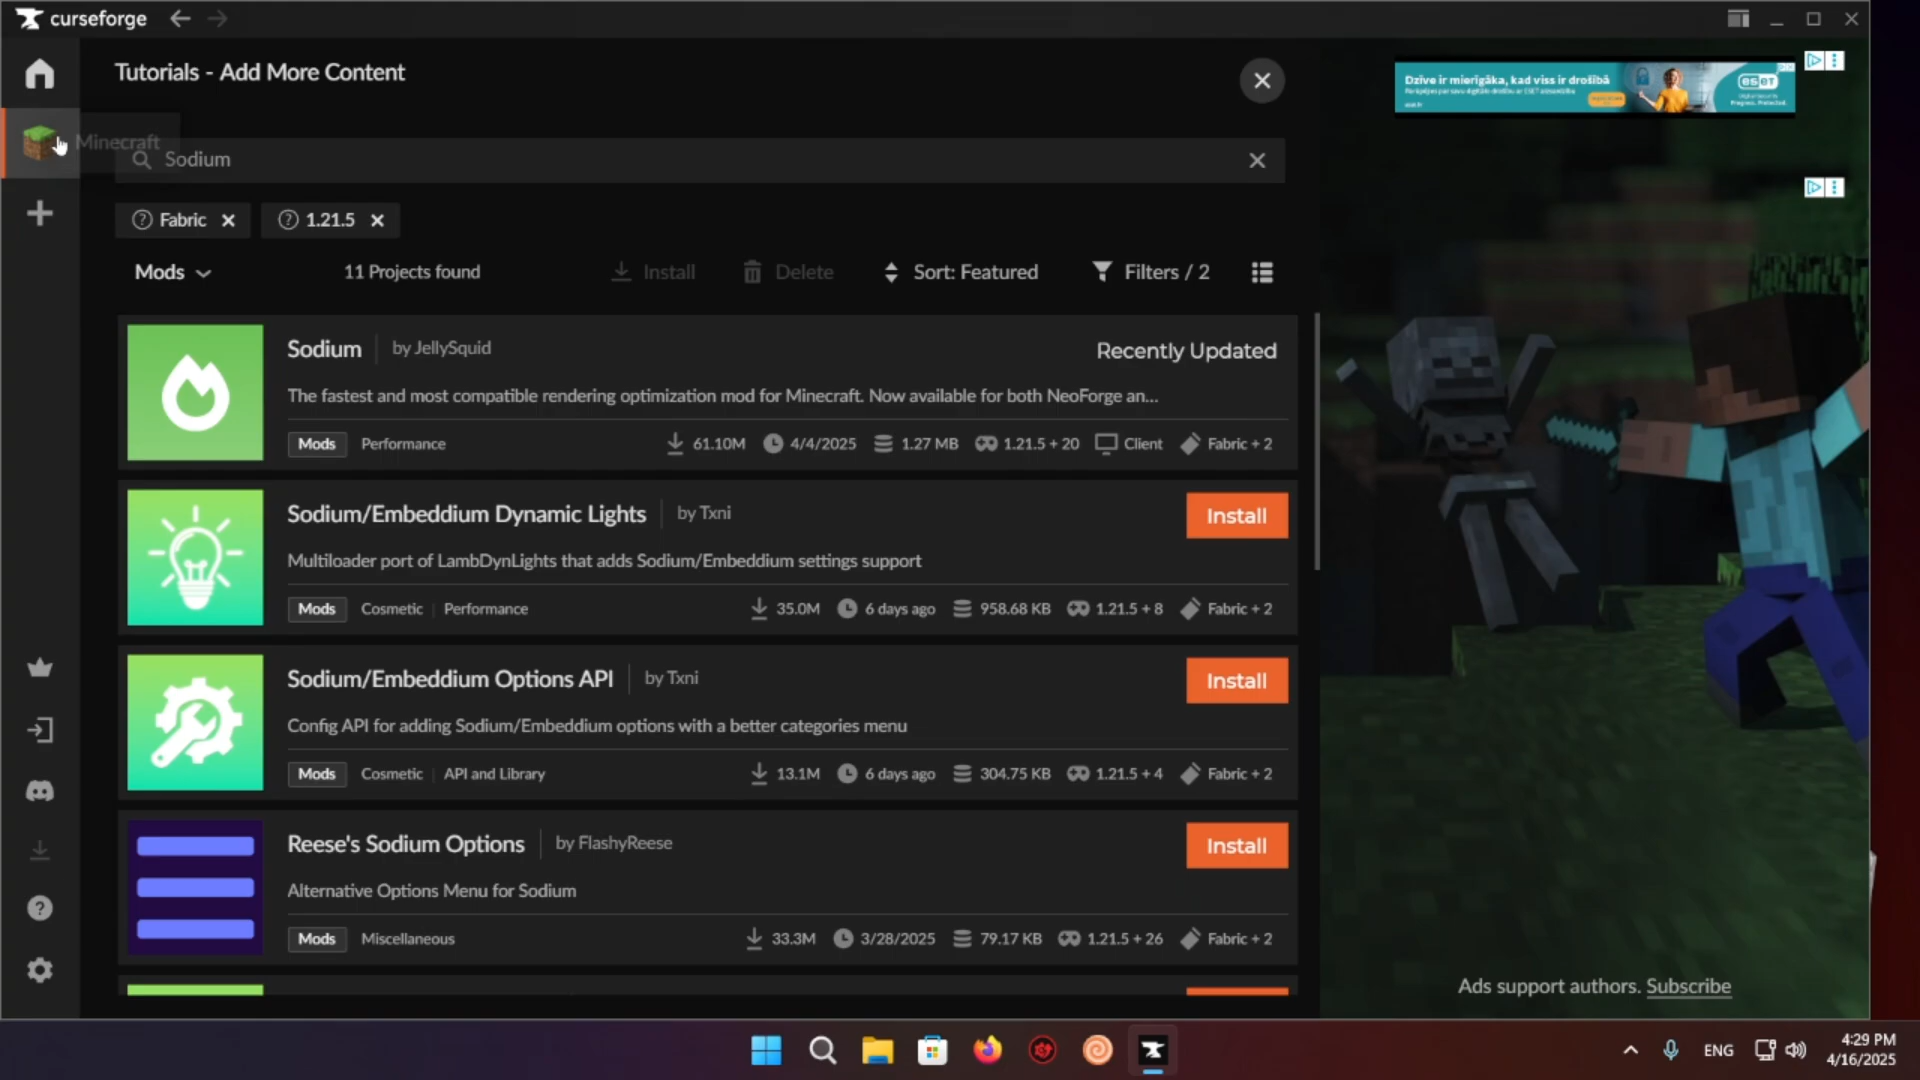 curseforge
Tutorials - Add More Content
Minecraft
Sodium
Fabric
1.21.5
Mods
11 Projects found
Install
Delete
Sort: Featured
Filters / 2
Sodium
by JellySquid
Recently Updated
The fastest and most compatible rendering optimization mod for Minecraft. Now available for both NeoForge an...
Mods
Performance
61.10M
4/4/2025
1.27 MB
1.21.5 + 20
Client
Fabric + 2
Sodium/Embeddium Dynamic Lights
by Txni
Install
Multiloader port of LambDynLights that adds Sodium/Embeddium settings support
Mods
Cosmetic
Performance
35.0M
6 days ago
958.68 KB
1.21.5 + 8
Fabric + 2
Sodium/Embeddium Options API
by Txni
Install
Config API for adding Sodium/Embeddium options with a better categories menu
Mods
Cosmetic
API and Library
13.1M
6 days ago
304.75 KB
1.21.5 + 4
Fabric + 2
Reese's Sodium Options
by FlashyReese
Install
Alternative Options Menu for Sodium
Mods
Miscellaneous
33.3M
3/28/2025
79.17 KB
1.21.5 + 26
Fabric + 2
Dzīve ir mierīgāka, kad viss ir drošībā
eset
Ads support authors. Subscribe
ENG
4:29 PM
4/16/2025